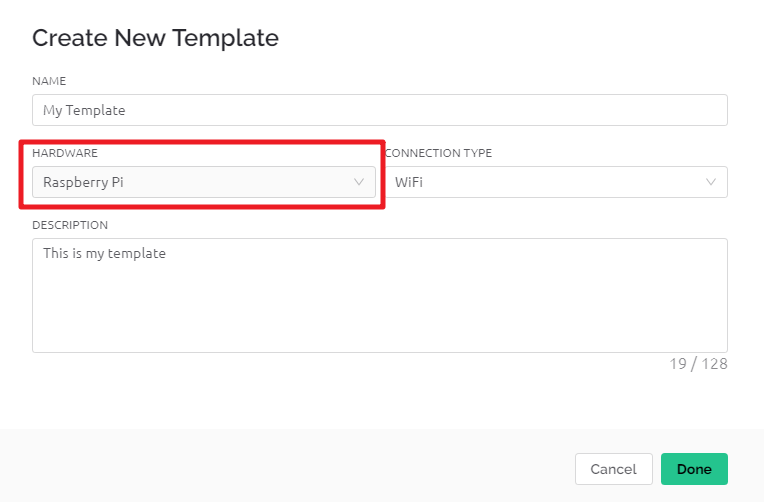 Create New Template
NAME
My Template
HARDWARE
CONNECTION TYPE
Raspberry Pi
WiFi
DESCRIPTION
This is my template
19 / 128
Cancel
Done